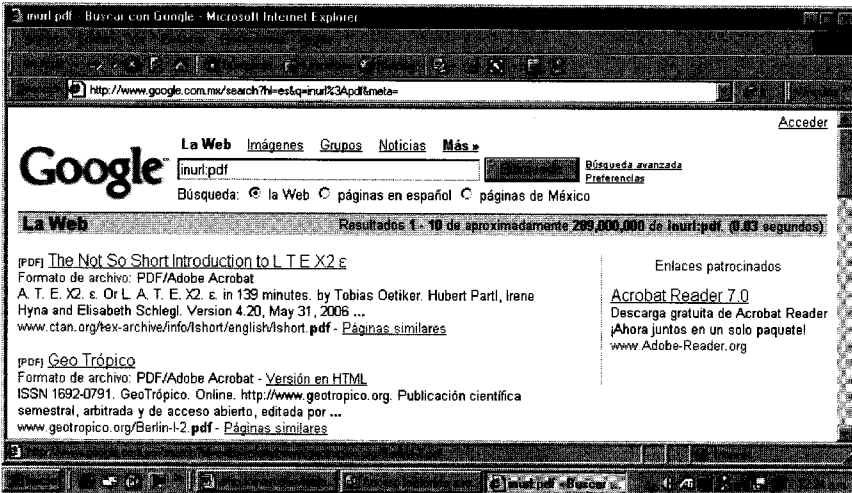 inurl:pdf - Buscar con Google - Microsoft Internet Explorer
http://www.google.com.mx/search?hl=es&q=inurl%3Apdf&meta=
Acceder
La Web Imágenes Grupos Noticias Más »
Google
inurl:pdf
Búsqueda avanzada
Preferencias
Búsqueda: la Web páginas en español páginas de México
La Web Resultados 1 - 10 de aproximadamente 289,000,000 de inurl:pdf. (0.03 segundos)
[PDF] The Not So Short Introduction to L T E X2 ε
Formato de archivo: PDF/Adobe Acrobat
A. T. E. X2. ε. Or L. A. T. E. X2. ε. in 139 minutes. by Tobias Oetiker. Hubert Partl, Irene
Hyna and Elisabeth Schlegl. Version 4.20, May 31, 2006 ...
www.ctan.org/tex-archive/info/lshort/english/lshort.pdf - Páginas similares
[PDF] Geo Trópico
Formato de archivo: PDF/Adobe Acrobat - Versión en HTML
ISSN 1692-0791. GeoTrópico. Online. http://www.geotropico.org. Publicación científica
semestral, arbitrada y de acceso abierto, editada por ...
www.geotropico.org/Berlin-I-2.pdf - Páginas similares
Enlaces patrocinados
Acrobat Reader 7.0
Descarga gratuita de Acrobat Reader
¡Ahora juntos en un solo paquete!
www.Adobe-Reader.org
inurl:pdf - Buscar ...